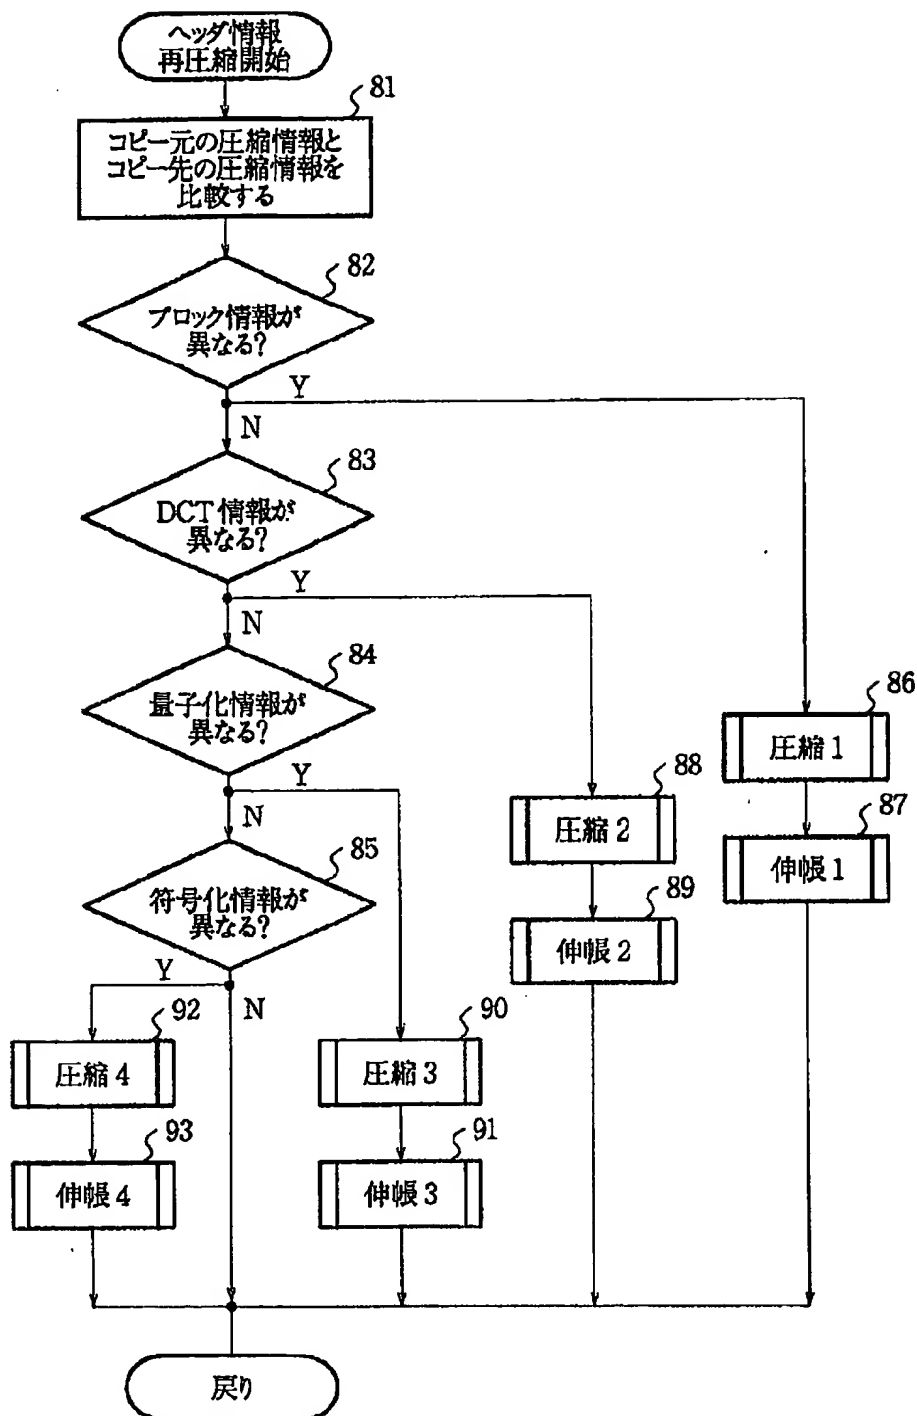 ヘッダ情報
再圧縮開始
81
コピー元の圧縮情報と
コピー先の圧縮情報を
比較する
82
ブロック情報が
異なる?
Y
N
83
DCT情報が
異なる?
Y
N
84
量子化情報が
異なる?
Y
N
85
符号化情報が
異なる?
Y
N
86
圧縮1
87
伸帳1
88
圧縮2
89
伸帳2
90
圧縮3
91
伸帳3
92
圧縮4
93
伸帳4
戻り